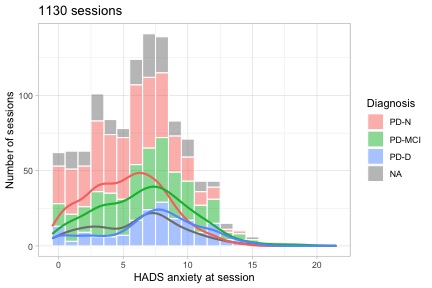 1130 sessions
Number of sessions
100
50
0
0
5
10
15
20
HADS anxiety at session
Diagnosis
PD-N
PD-MCI
PD-D
NA